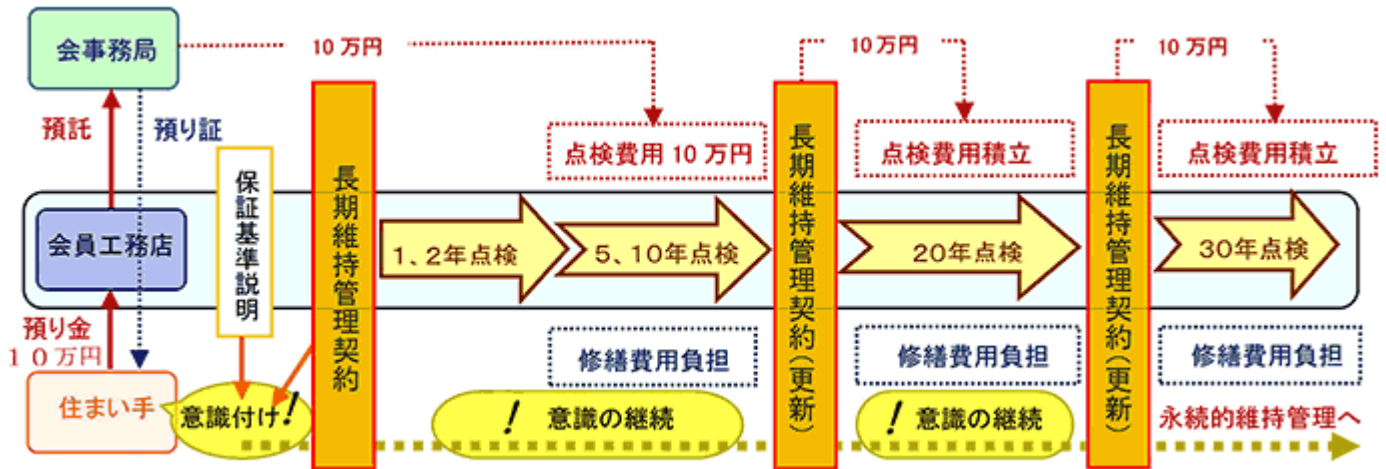 会事務局
10 万円
10 万円
10 万円
預託
預り証
点検費用 10 万円
点検費用積立
点検費用積立
保証基準説明
長期維持管理契約
長期維持管理契約(更新)
長期維持管理契約(更新)
会員工務店
1、2年点検
5、10年点検
20年点検
30年点検
預り金
10万円
修繕費用負担
修繕費用負担
修繕費用負担
住まい手
意識付け!
! 意識の継続
! 意識の継続
永続的維持管理へ